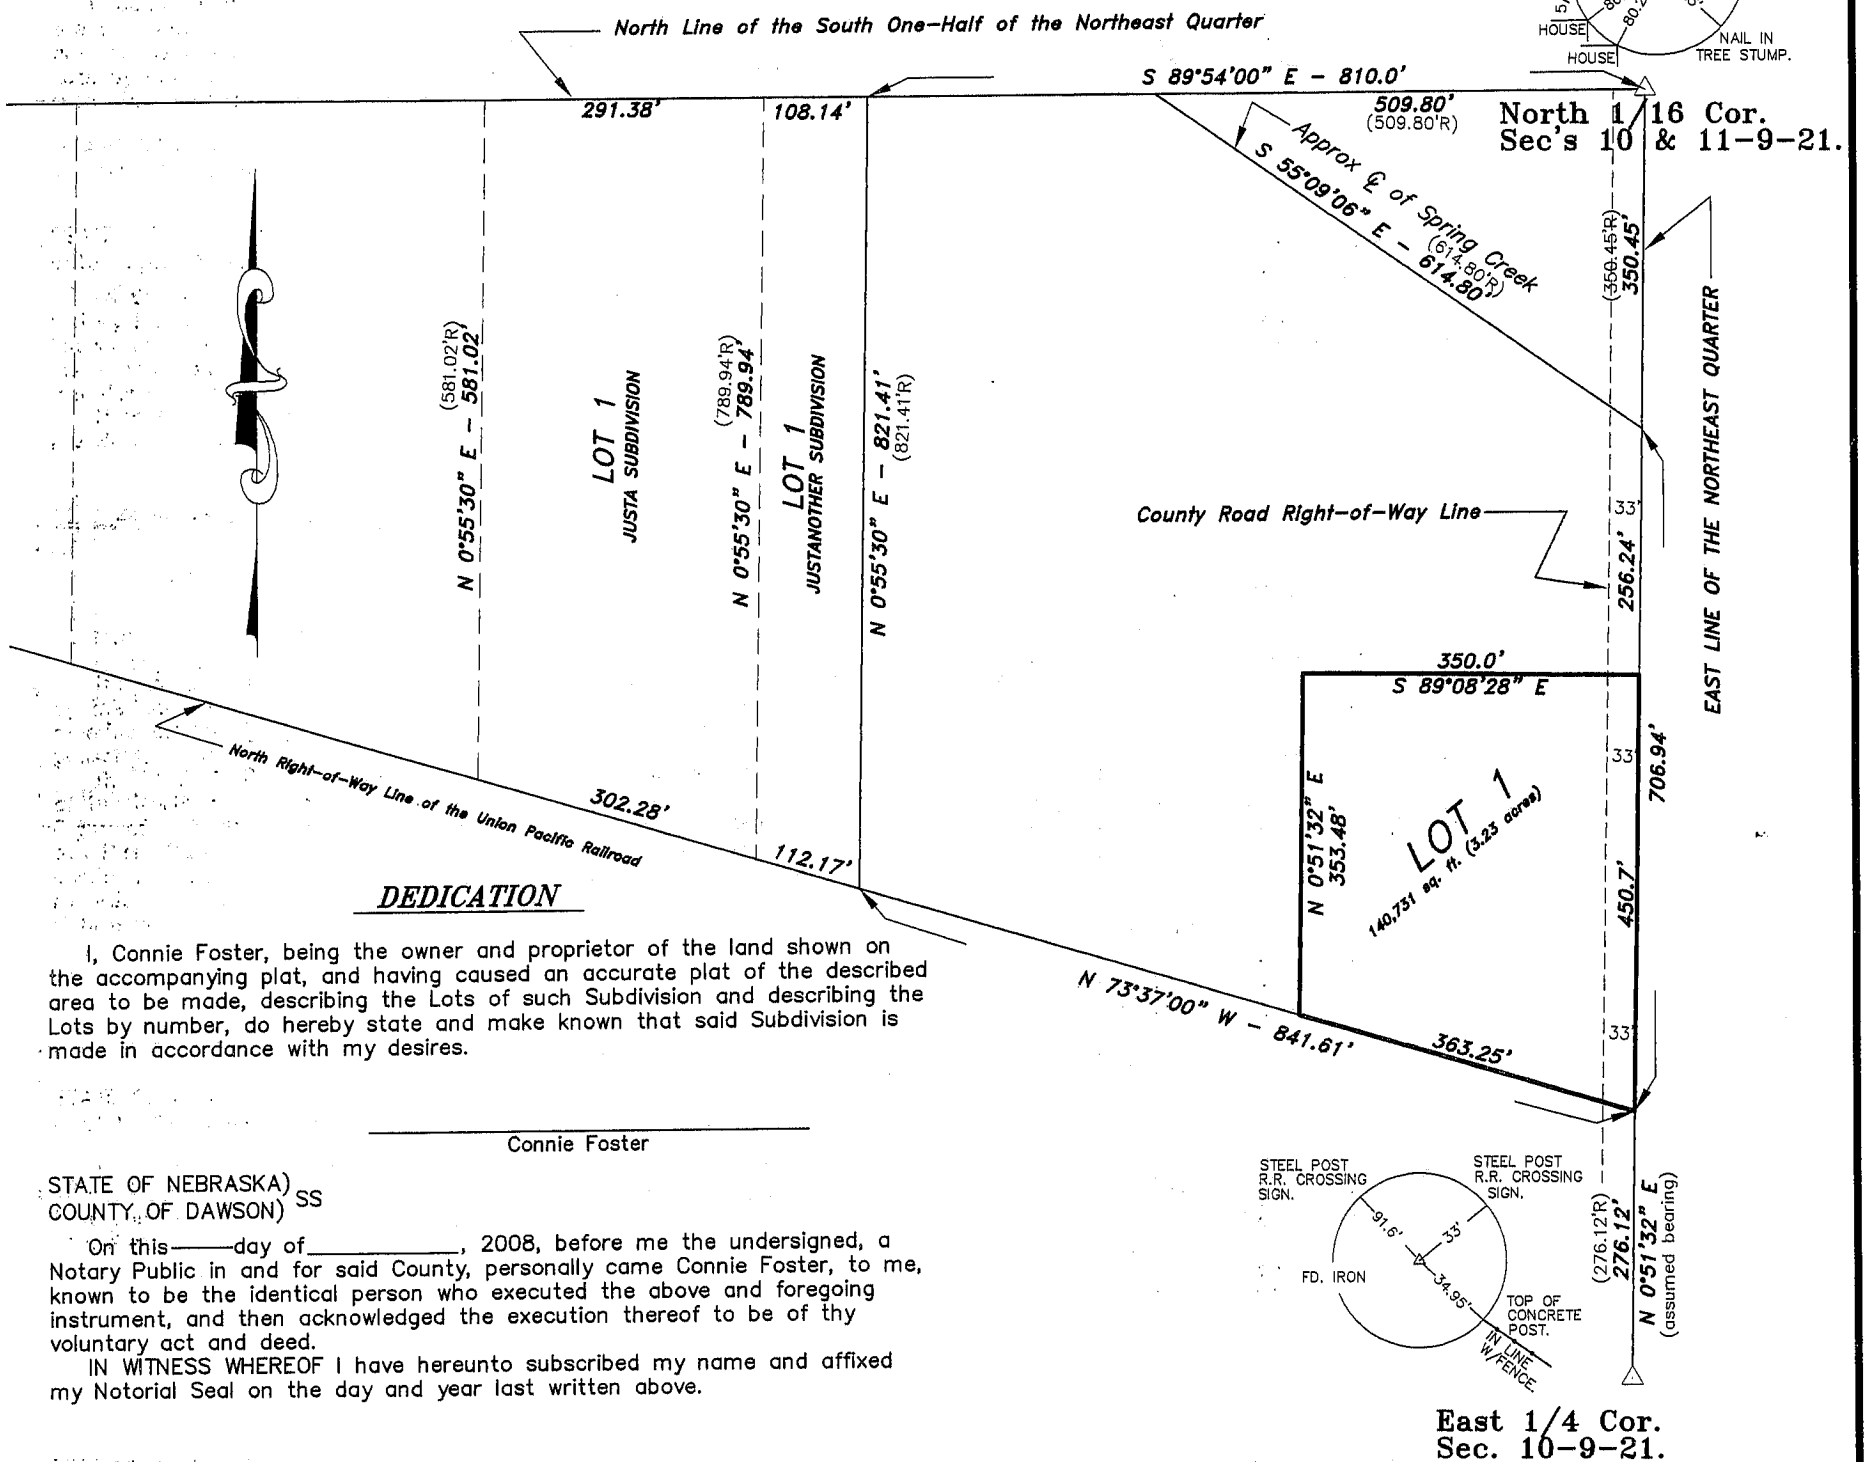 North Line of the South One-Half of the Northeast Quarter
HOUSE
HOUSE
NAIL IN
TREE STUMP.
S 89°54'00" E - 810.0'
291.38'
108.14'
509.80'
(509.80'R)
North 1/16 Cor.
Sec's 10 & 11-9-21.
Approx ℄ of Spring Creek
S 55°09'06" E - 614.80'
(614.80'R)
(350.45'R)
350.45'
EAST LINE OF THE NORTHEAST QUARTER
(581.02'R)
N 0°55'30" E - 581.02'
LOT 1
JUSTA SUBDIVISION
(789.94'R)
N 0°55'30" E - 789.94'
LOT 1
JUSTANOTHER SUBDIVISION
N 0°55'30" E - 821.41'
(821.41'R)
County Road Right-of-Way Line
33'
256.24'
350.0'
S 89°08'28" E
33'
706.94'
N 0°51'32" E
353.48'
LOT 1
140,731 sq. ft. (3.23 acres)
450.7'
33'
North Right-of-Way Line of the Union Pacific Railroad
302.28'
112.17'
N 73°37'00" W - 841.61'
363.25'
DEDICATION
I, Connie Foster, being the owner and proprietor of the land shown on
the accompanying plat, and having caused an accurate plat of the described
area to be made, describing the Lots of such Subdivision and describing the
Lots by number, do hereby state and make known that said Subdivision is
made in accordance with my desires.
Connie Foster
STATE OF NEBRASKA)
COUNTY OF DAWSON) SS
On this____day of____________, 2008, before me the undersigned, a
Notary Public in and for said County, personally came Connie Foster, to me,
known to be the identical person who executed the above and foregoing
instrument, and then acknowledged the execution thereof to be of thy
voluntary act and deed.
IN WITNESS WHEREOF I have hereunto subscribed my name and affixed
my Notorial Seal on the day and year last written above.
STEEL POST
R.R. CROSSING
SIGN.
STEEL POST
R.R. CROSSING
SIGN.
91.6'
33'
34.95'
FD. IRON
TOP OF
CONCRETE
POST.
IN LINE
W/FENCE.
(276.12'R)
276.12'
N 0°51'32" E
(assumed bearing)
East 1/4 Cor.
Sec. 10-9-21.